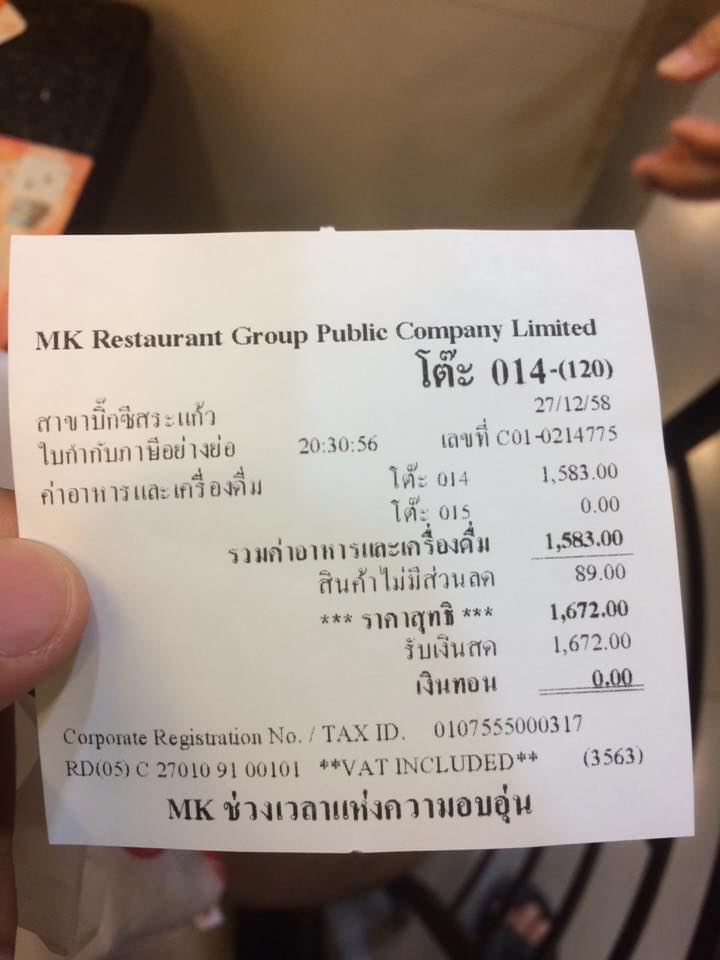 MK Restaurant Group Public Company Limited
โต๊ะ 014-(120)
27/12/58
สาขาบิ๊กซีสระแก้ว
ใบกำกับภาษีอย่างย่อ 20:30:56 เลขที่ C01-0214775
ค่าอาหารและเครื่องดื่ม โต๊ะ 014 1,583.00
โต๊ะ 015 0.00
รวมค่าอาหารและเครื่องดื่ม 1,583.00
สินค้าไม่มีส่วนลด 89.00
*** ราคาสุทธิ *** 1,672.00
รับเงินสด 1,672.00
เงินทอน 0.00
Corporate Registration No. / TAX ID. 0107555000317
RD(05) C 27010 91 00101 **VAT INCLUDED** (3563)
MK ช่วงเวลาแห่งความอบอุ่น